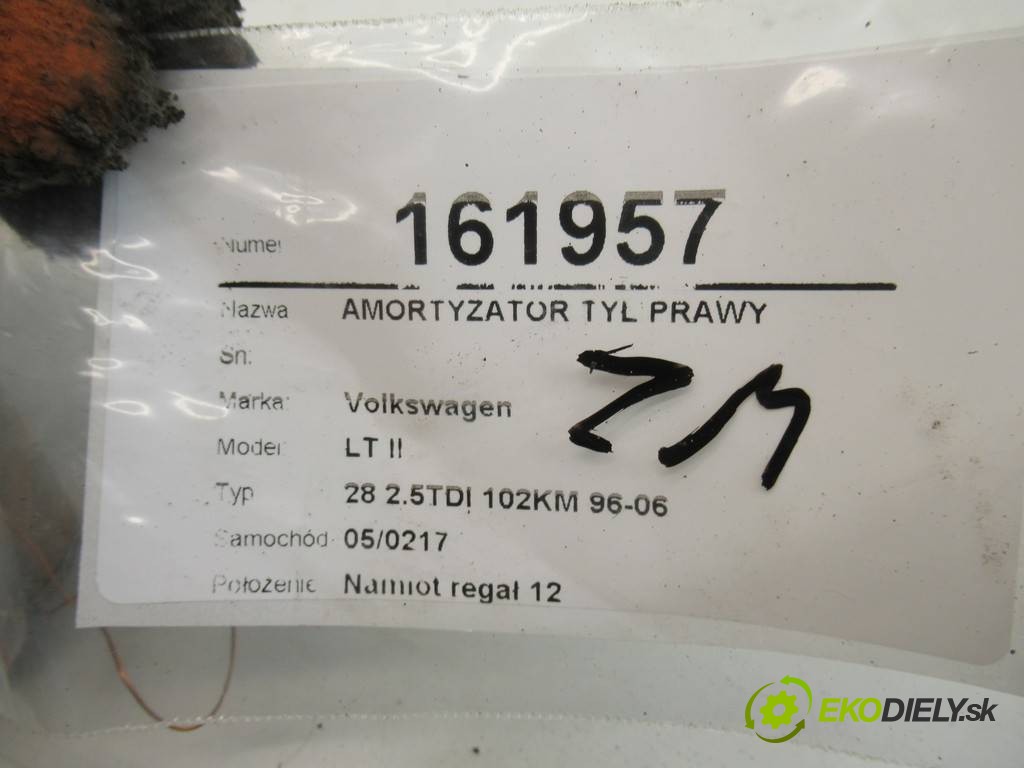 Numer 161957
Nazwa AMORTYZATOR TYŁ PRAWY
Sn:
Marka: Volkswagen
Model LT II
Typ 28 2.5TDI 102KM 96-06
Samochód 05/0217
Położenie Namiot regał 12
ZM
EKODIELY.sk